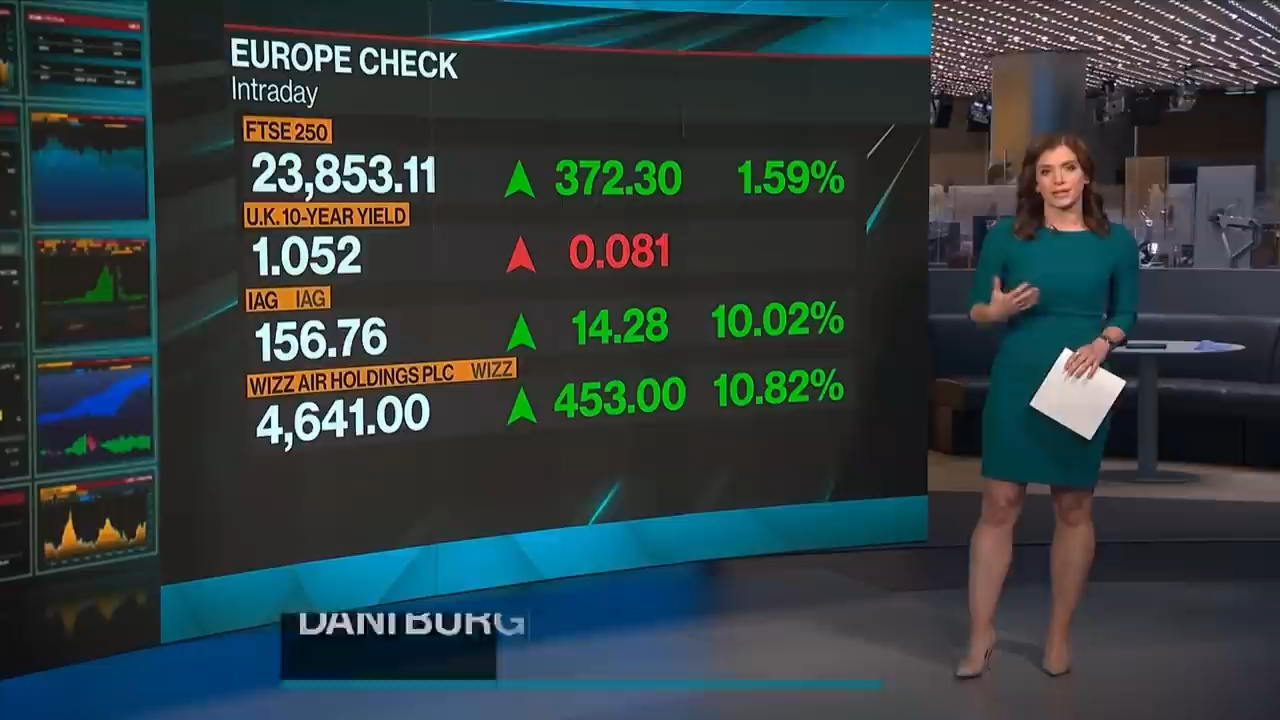 EUROPE CHECK
Intraday
FTSE 250
23,853.11 372.30 1.59%
U.K. 10-YEAR YIELD
1.052 0.081
IAG IAG
156.76 14.28 10.02%
WIZZ AIR HOLDINGS PLC WIZZ
4,641.00 453.00 10.82%
DANI BURG